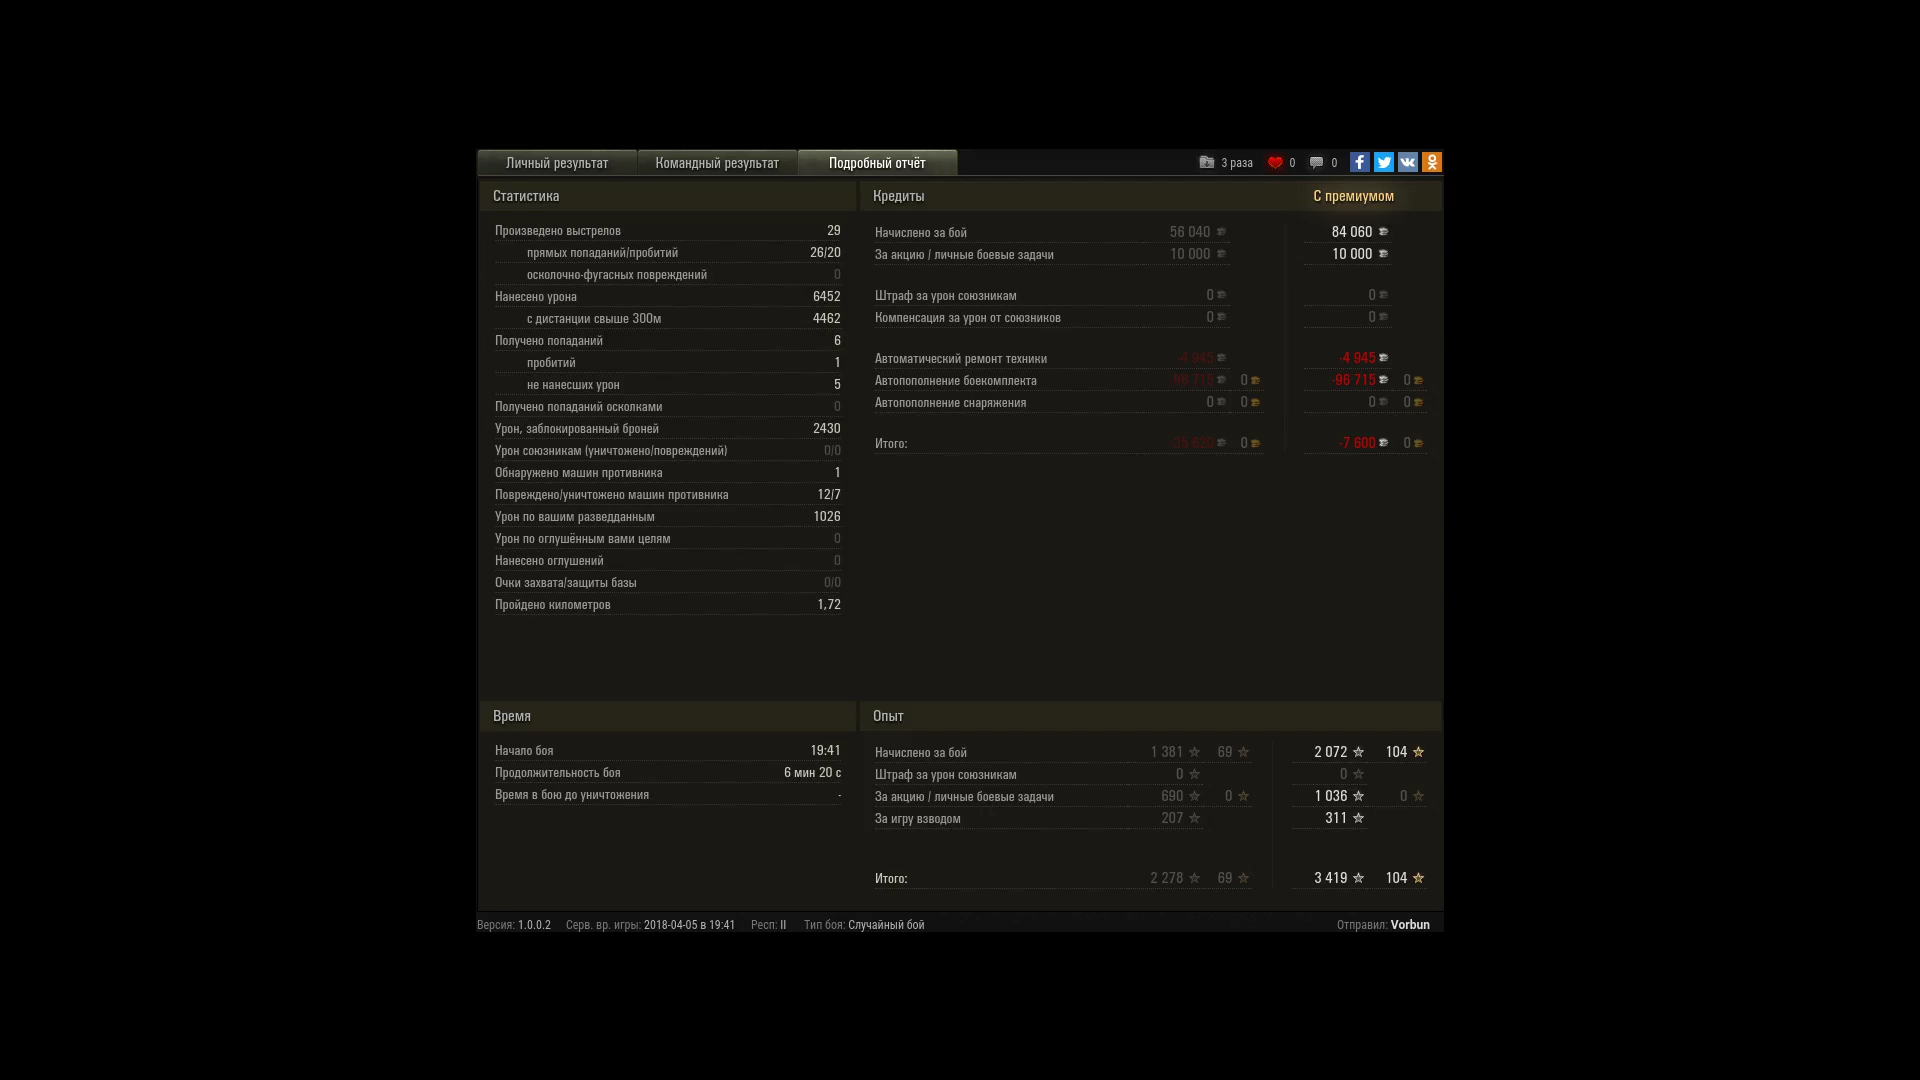 Личный результат Командный результат Подробный отчёт 3 раза 0 0
Статистика
Произведено выстрелов 29
прямых попаданий/пробитий 26/20
осколочно-фугасных повреждений 0
Нанесено урона 6452
с дистанции свыше 300м 4462
Получено попаданий 6
пробитий 1
не нанесших урон 5
Получено попаданий осколками 0
Урон, заблокированный броней 2430
Урон союзникам (уничтожено/повреждений) 0/0
Обнаружено машин противника 1
Повреждено/уничтожено машин противника 12/7
Урон по вашим разведданным 1026
Урон по оглушённым вами целям 0
Нанесено оглушений 0
Очки захвата/защиты базы 0/0
Пройдено километров 1,72
Кредиты С премиумом
Начислено за бой 56 040 84 060
За акцию / личные боевые задачи 10 000 10 000
Штраф за урон союзникам 0 0
Компенсация за урон от союзников 0 0
Автоматический ремонт техники -4 945 -4 945
Автопополнение боекомплекта -96 715 0 -96 715 0
Автопополнение снаряжения 0 0 0 0
Итого: -35 620 0 -7 600 0
Время
Начало боя 19:41
Продолжительность боя 6 мин 20 с
Время в бою до уничтожения -
Опыт
Начислено за бой 1 381 69 2 072 104
Штраф за урон союзникам 0 0
За акцию / личные боевые задачи 690 0 1 036 0
За игру взводом 207 311
Итого: 2 278 69 3 419 104
Версия: 1.0.0.2 Серв. вр. игры: 2018-04-05 в 19:41 Респ: II Тип боя: Случайный бой Отправил: Vorbun